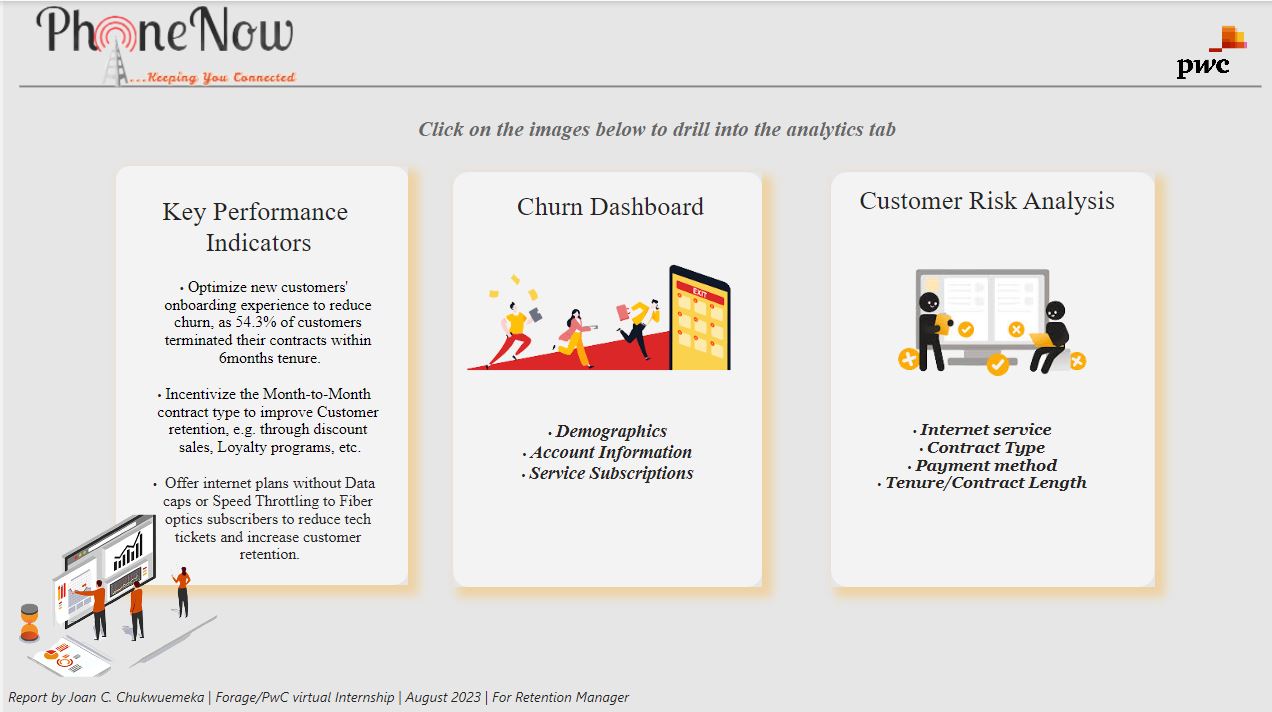 PhoneNow
...Keeping You Connected
pwc
Click on the images below to drill into the analytics tab
Key Performance
Indicators
• Optimize new customers'
onboarding experience to reduce
churn, as 54.3% of customers
terminated their contracts within
6months tenure.
• Incentivize the Month-to-Month
contract type to improve Customer
retention, e.g. through discount
sales, Loyalty programs, etc.
• Offer internet plans without Data
caps or Speed Throttling to Fiber
optics subscribers to reduce tech
tickets and increase customer
retention.
Churn Dashboard
EXIT
• Demographics
• Account Information
• Service Subscriptions
Customer Risk Analysis
• Internet service
• Contract Type
• Payment method
• Tenure/Contract Length
Report by Joan C. Chukwuemeka | Forage/PwC virtual Internship | August 2023 | For Retention Manager